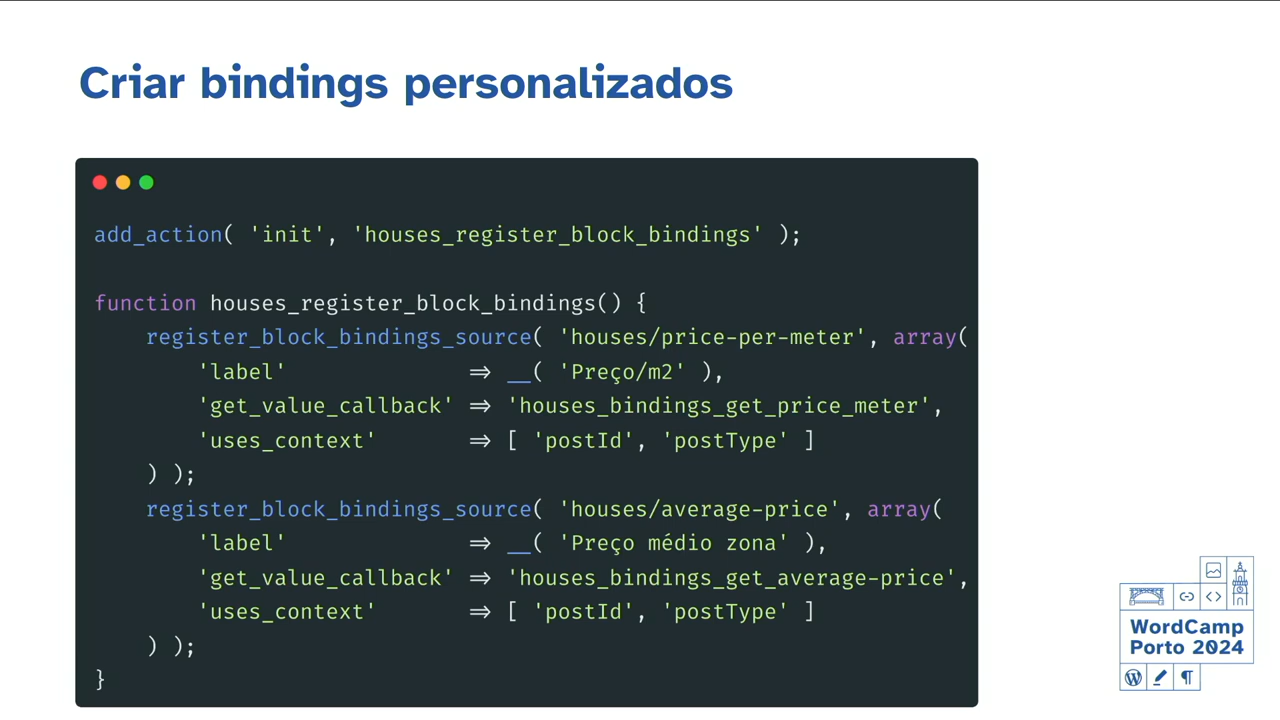 Criar bindings personalizados
add_action( 'init', 'houses_register_block_bindings' );
function houses_register_block_bindings() {
    register_block_bindings_source( 'houses/price-per-meter', array(
        'label'              => __( 'Preço/m2' ),
        'get_value_callback' => 'houses_bindings_get_price_meter',
        'uses_context'       => [ 'postId', 'postType' ]
    ) );
    register_block_bindings_source( 'houses/average-price', array(
        'label'              => __( 'Preço médio zona' ),
        'get_value_callback' => 'houses_bindings_get_average-price',
        'uses_context'       => [ 'postId', 'postType' ]
    ) );
}
WordCamp
Porto 2024